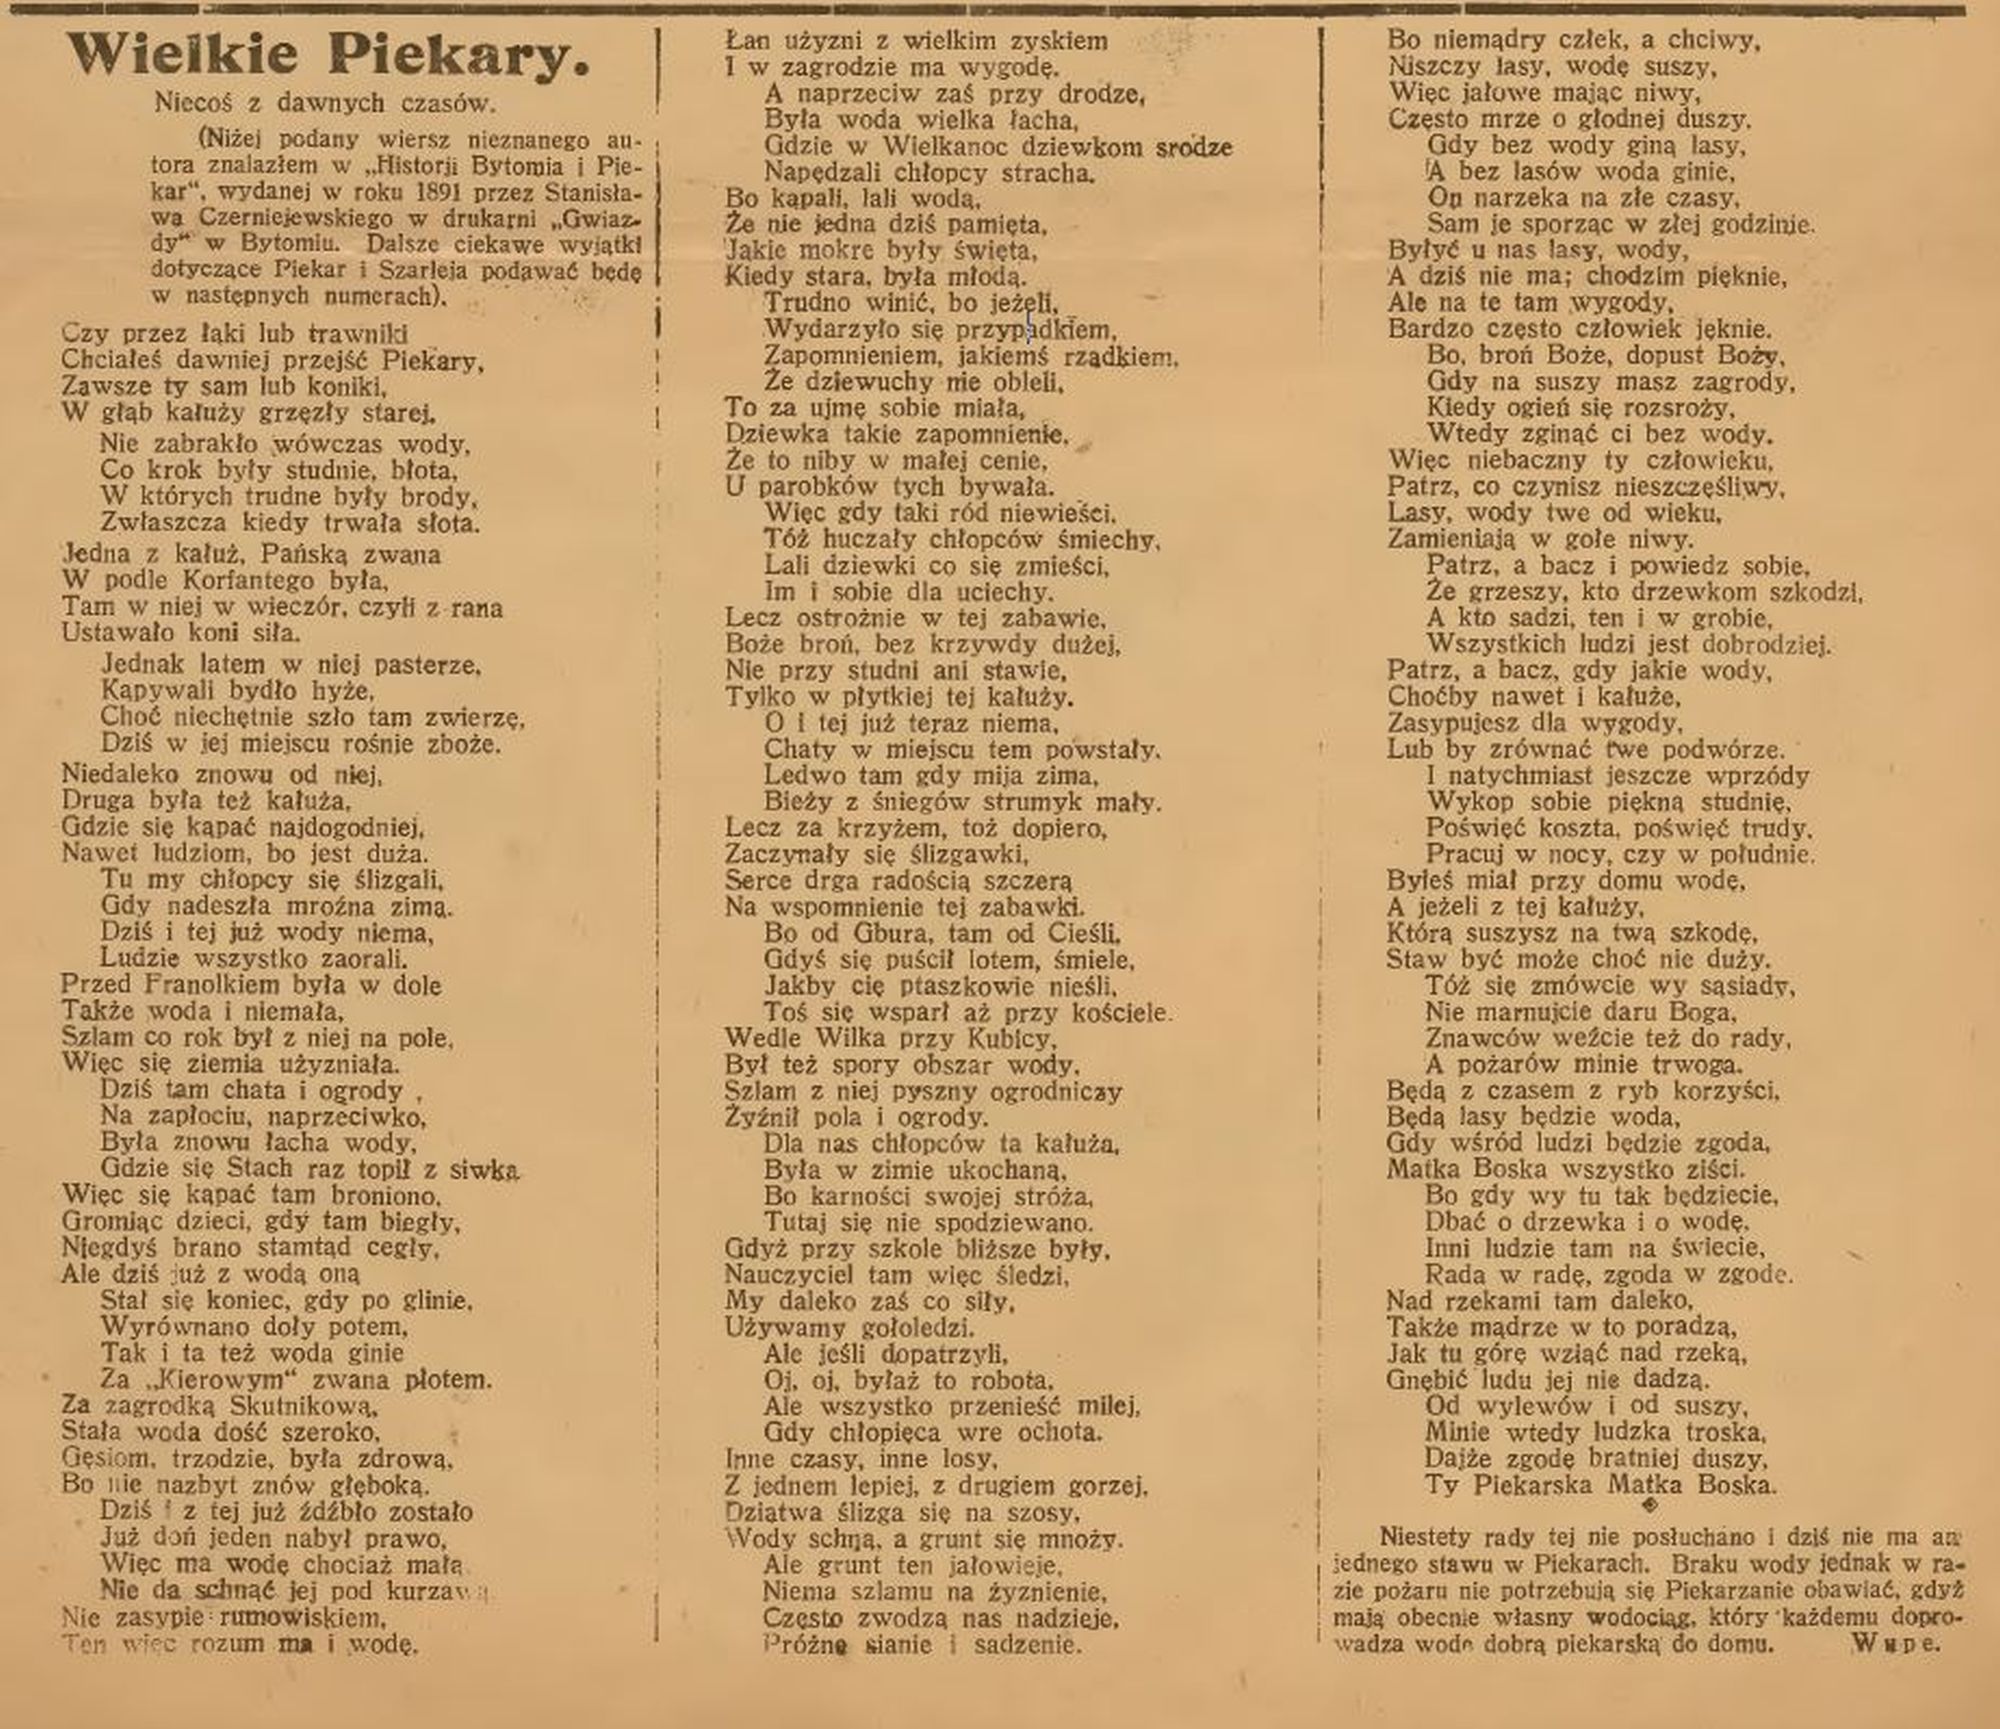 Wielkie Piekary.
Niecoś z dawnych czasów.
(Niżej podany wiersz nieznanego au-
tora znalazłem w „Historji Bytomia i Pie-
kar“, wydanej w roku 1891 przez Stanisła-
wa Czerniejewskiego w drukarni „Gwiaz-
dy“ w Bytomiu. Dalsze ciekawe wyjątki
dotyczące Piekar i Szarleja podawać będę
w następnych numerach).
Czy przez łąki lub trawniki
Chciałeś dawniej przejść Piekary,
Zawsze ty sam lub koniki,
W głąb kałuży grzęzły starej.
Nie zabrakło wówczas wody,
Co krok były studnie, błota,
W których trudne były brody,
Zwłaszcza kiedy trwała słota.
Jedna z kałuż, Pańską zwana
W podle Korfantego była,
Tam w niej w wieczór, czyli z rana
Ustawało koni siła.
Jednak latem w niej pasterze,
Kąpywali bydło hyże,
Choć niechętnie szło tam zwierzę,
Dziś w jej miejscu rośnie zboże.
Niedaleko znowu od niej,
Druga była też kałuża,
Gdzie się kąpać najdogodniej,
Nawet ludziom, bo jest duża.
Tu my chłopcy się ślizgali,
Gdy nadeszła mroźna zima.
Dziś i tej już wody niema,
Ludzie wszystko zaorali.
Przed Franolkiem była w dole
Także woda i niemała,
Szlam co rok był z niej na pole,
Więc się ziemia użyzniała.
Dziś tam chata i ogrody ,
Na zapłociu, naprzeciwko,
Była znowu łacha wody,
Gdzie się Stach raz topił z siwką
Więc się kąpać tam broniono,
Gromiąc dzieci, gdy tam biegły,
Niegdyś brano stamtąd cegły,
Ale dziś już z wodą oną
Stał się koniec, gdy po glinie,
Wyrównano doły potem,
Tak i ta też woda ginie
Za „Kierowym“ zwana płotem.
Za zagrodką Skutnikową,
Stała woda dość szeroko,
Gęsiom, trzodzie, była zdrową,
Bo nie nazbyt znów głęboką.
Dziś i z tej już źdźbło zostało
Już doń jeden nabył prawo,
Więc ma wodę chociaż małą
Nie da schnąć jej pod kurzawą
Nie zasypie rumowiskiem,
Ten więc rozum ma i wodę,
Łan użyzni z wielkim zyskiem
I w zagrodzie ma wygodę.
A naprzeciw zaś przy drodze,
Była woda wielka łacha,
Gdzie w Wielkanoc dziewkom srodze
Napędzali chłopcy stracha.
Bo kąpali, lali wodą,
Że nie jedna dziś pamięta,
Jakie mokre były święta,
Kiedy stara, była młodą.
Trudno winić, bo jeżeli,
Wydarzyło się przypadkiem,
Zapomnieniem, jakiemś rządkiem,
Że dziewuchy nie obleli,
To za ujmę sobie miała,
Dziewka takie zapomnienie,
Że to niby w małej cenie,
U parobków tych bywała.
Więc gdy taki ród niewieści,
Tóż huczały chłopców śmiechy,
Lali dziewki co się zmieści,
Im i sobie dla uciechy.
Lecz ostrożnie w tej zabawie,
Boże broń, bez krzywdy dużej,
Nie przy studni ani stawie,
Tylko w płytkiej tej kałuży.
O i tej już teraz niema,
Chaty w miejscu tem powstały.
Ledwo tam gdy mija zima,
Bieży z śniegów strumyk mały.
Lecz za krzyżem, toż dopiero,
Zaczynały się ślizgawki,
Serce drga radością szczerą
Na wspomnienie tej zabawki.
Bo od Gbura, tam od Cieśli,
Gdyś się puścił lotem, śmiele,
Jakby cię ptaszkowie nieśli,
Toś się wsparł aż przy kościele.
Wedle Wilka przy Kubicy,
Był też spory obszar wody,
Szlam z niej pyszny ogrodniczy
Żyźnił pola i ogrody.
Dla nas chłopców ta kałuża,
Była w zimie ukochaną,
Bo karności swojej stróża,
Tutaj się nie spodziewano.
Gdyż przy szkole bliższe były,
Nauczyciel tam więc śledzi,
My daleko zaś co siły,
Używamy gołoledzi.
Ale jeśli dopatrzyli,
Oj, oj, byłaż to robota,
Ale wszystko przenieść milej,
Gdy chłopięca wre ochota.
Inne czasy, inne losy,
Z jednem lepiej, z drugiem gorzej,
Dziatwa ślizga się na szosy,
Wody schną, a grunt się mnoży.
Ale grunt ten jałowieje,
Niema szlamu na żyznienie,
Często zwodzą nas nadzieje,
Próżne sianie i sadzenie.
Bo niemądry człek, a chciwy,
Niszczy lasy, wodę suszy,
Więc jałowe mając niwy,
Często mrze o głodnej duszy.
Gdy bez wody giną lasy,
A bez lasów woda ginie,
On narzeka na złe czasy,
Sam je sporząc w złej godzinie.
Byłyć u nas lasy, wody,
A dziś nie ma; chodzim pięknie,
Ale na te tam wygody,
Bardzo często człowiek jęknie.
Bo, broń Boże, dopust Boży,
Gdy na suszy masz zagrody,
Kiedy ogień się rozsroży,
Wtedy zginąć ci bez wody.
Więc niebaczny ty człowieku,
Patrz, co czynisz nieszczęśliwy,
Lasy, wody twe od wieku,
Zamieniają w gołe niwy.
Patrz, a bacz i powiedz sobie,
Że grzeszy, kto drzewkom szkodzi,
A kto sadzi, ten i w grobie,
Wszystkich ludzi jest dobrodziej.
Patrz, a bacz, gdy jakie wody,
Choćby nawet i kałuże,
Zasypujesz dla wygody,
Lub by zrównać twe podwórze.
I natychmiast jeszcze wprzódy
Wykop sobie piękną studnię,
Poświęć koszta, poświęć trudy,
Pracuj w nocy, czy w południe.
Byłeś miał przy domu wodę,
A jeżeli z tej kałuży,
Którą suszysz na twą szkodę,
Staw być może choć nie duży.
Tóż się zmówcie wy sąsiady,
Nie marnujcie daru Boga,
Znawców weźcie też do rady,
A pożarów minie trwoga.
Będą z czasem z ryb korzyści,
Będą lasy będzie woda,
Gdy wśród ludzi będzie zgoda,
Matka Boska wszystko ziści.
Bo gdy wy tu tak będziecie,
Dbać o drzewka i o wodę,
Inni ludzie tam na świecie,
Rada w radę, zgoda w zgodę.
Nad rzekami tam daleko,
Także mądrze w to poradzą,
Jak tu górę wziąć nad rzeką,
Gnębić ludu jej nie dadzą.
Od wylewów i od suszy,
Minie wtedy ludzka troska,
Dajże zgodę bratniej duszy,
Ty Piekarska Matka Boska.
Niestety rady tej nie posłuchano i dziś nie ma ani
jednego stawu w Piekarach. Braku wody jednak w ra-
zie pożaru nie potrzebują się Piekarzanie obawiać, gdyż
mają obecnie własny wodociąg, który każdemu dopro-
wadza wodę dobrą piekarską do domu. Wupe.